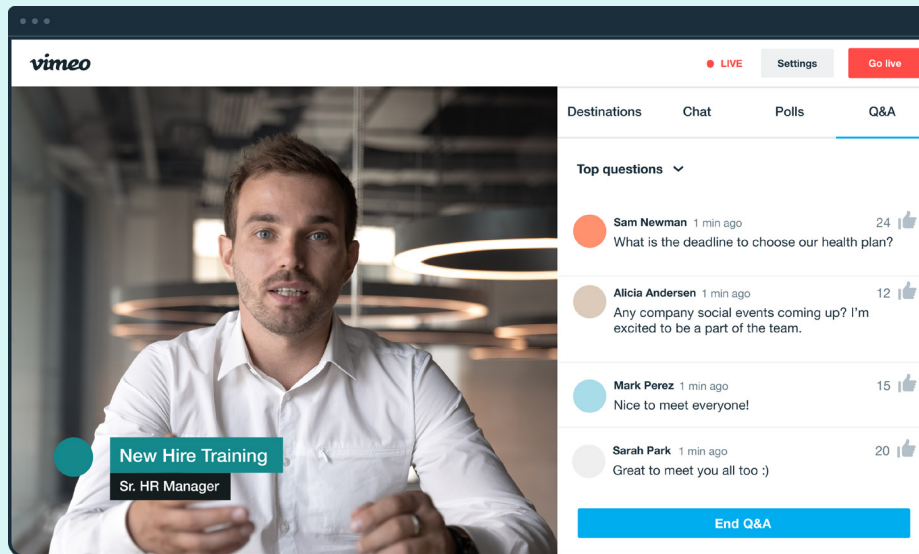 vimeo
LIVE
Settings
Go live
Destinations
Chat
Polls
Q&A
Top questions
Sam Newman 1 min ago
24
What is the deadline to choose our health plan?
Alicia Andersen 1 min ago
12
Any company social events coming up? I'm
excited to be a part of the team.
Mark Perez 1 min ago
15
Nice to meet everyone!
Sarah Park 1 min ago
20
Great to meet you all too :)
End Q&A
New Hire Training
Sr. HR Manager